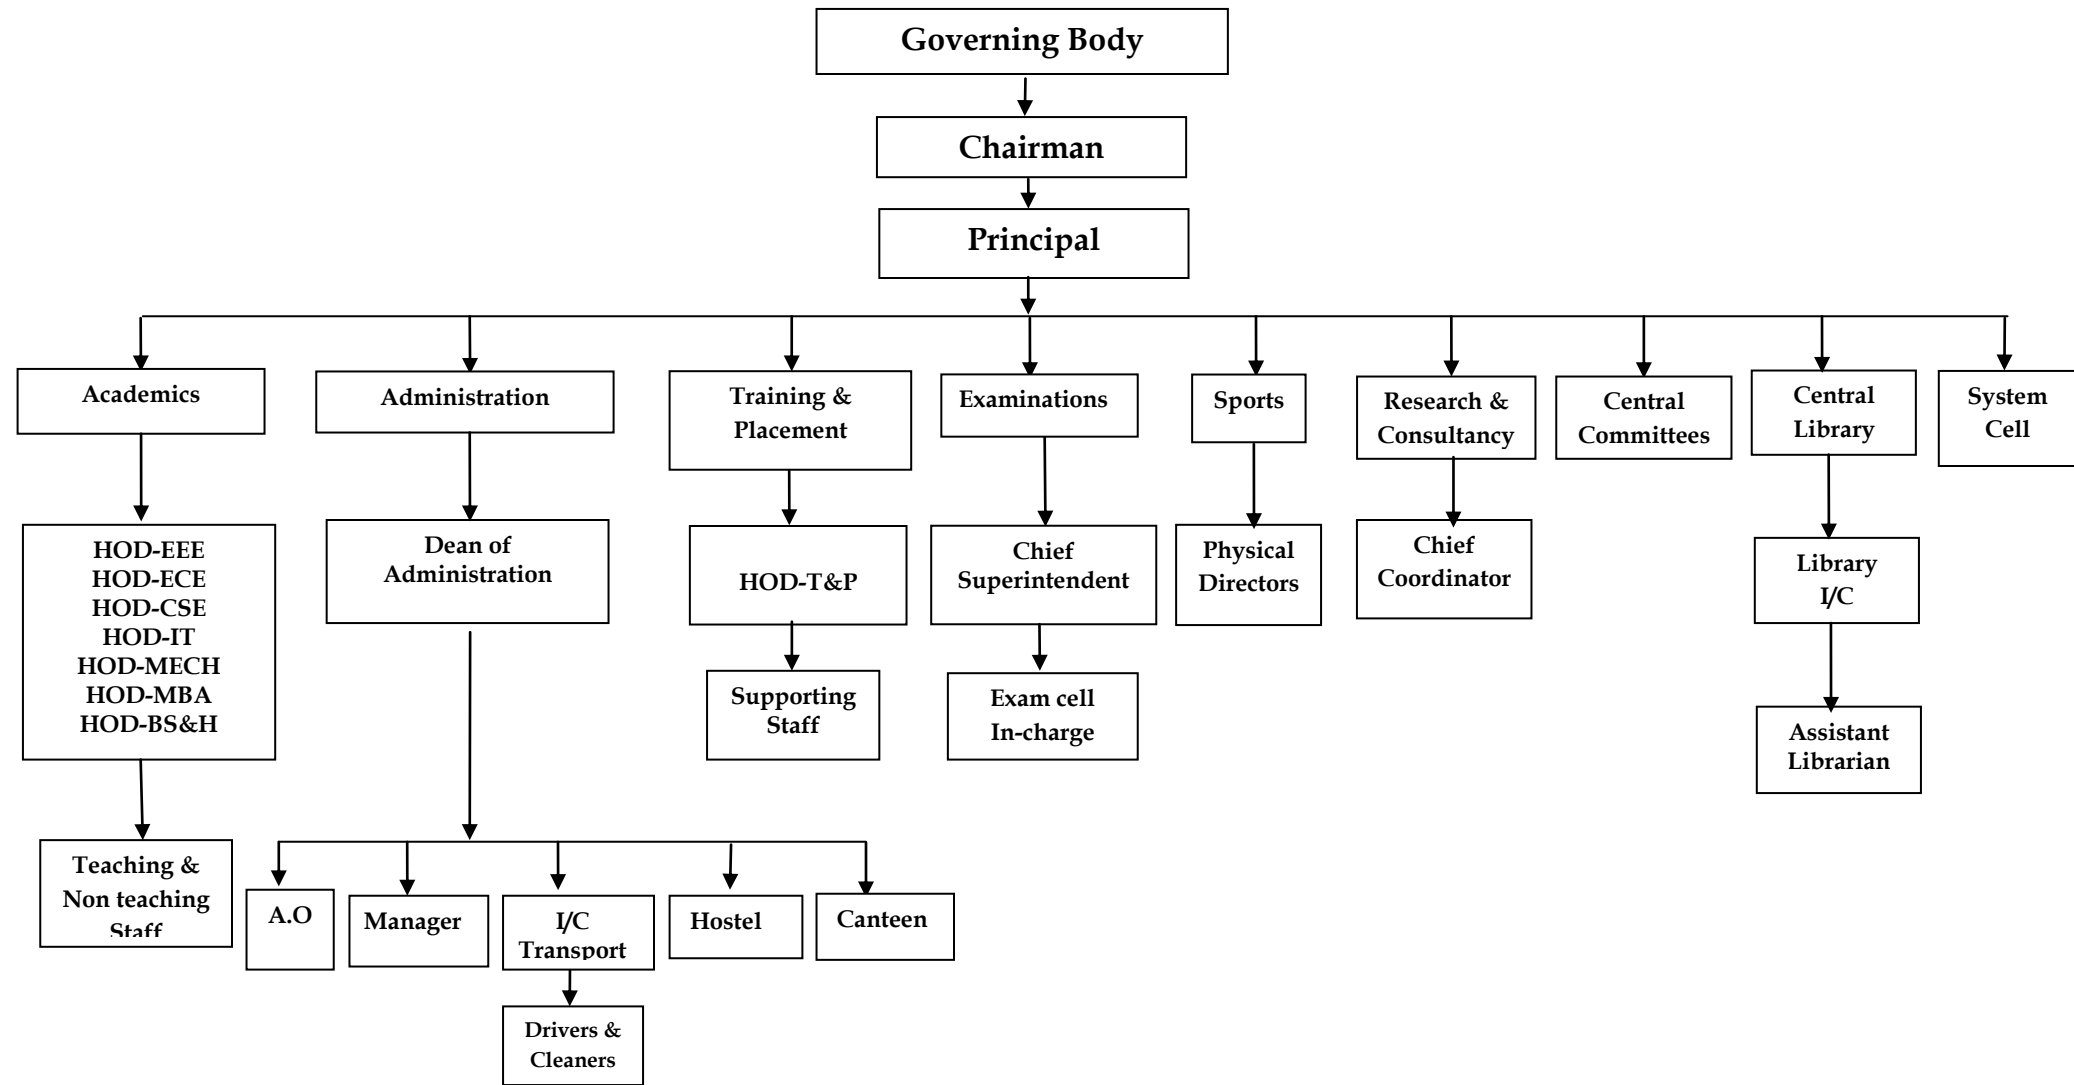 Governing Body
Chairman
Principal
Academics
Administration
Training &
Placement
Examinations
Sports
Research &
Consultancy
Central
Committees
Central
Library
System
Cell
HOD-EEE
HOD-ECE
HOD-CSE
HOD-IT
HOD-MECH
HOD-MBA
HOD-BS&H
Dean of
Administration
HOD-T&P
Chief
Superintendent
Physical
Directors
Chief
Coordinator
Library
I/C
Supporting
Staff
Exam cell
In-charge
Assistant
Librarian
Teaching &
Non teaching
Staff
A.O
Manager
I/C
Transport
Hostel
Canteen
Drivers &
Cleaners